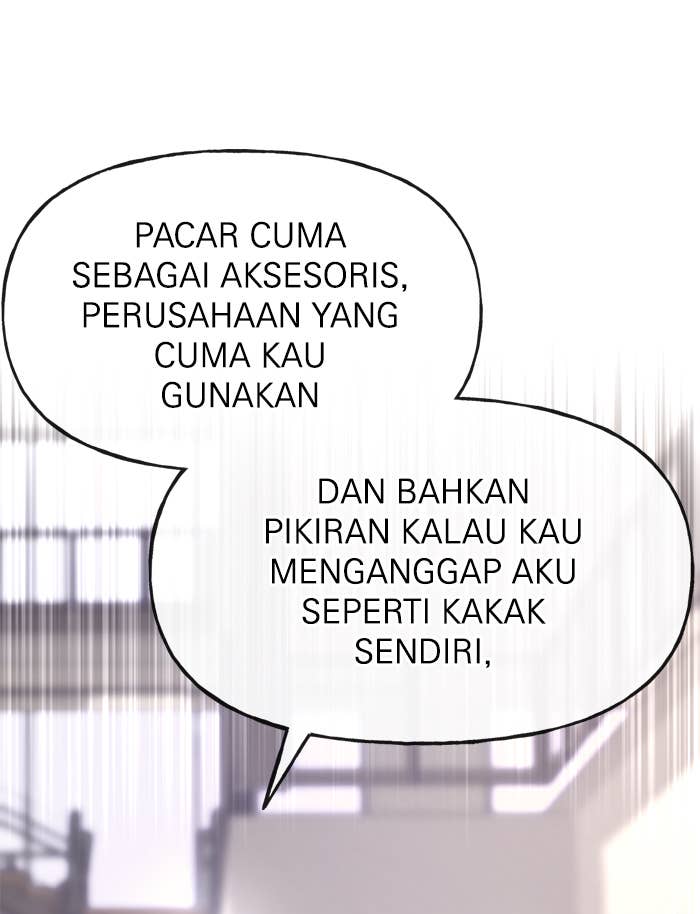 PACAR CUMA
SEBAGAI AKSESORIS,
PERUSAHAAN YANG
CUMA KAU
GUNAKAN
DAN BAHKAN
PIKIRAN KALAU KAU
MENGANGGAP AKU
SEPERTI KAKAK
SENDIRI,